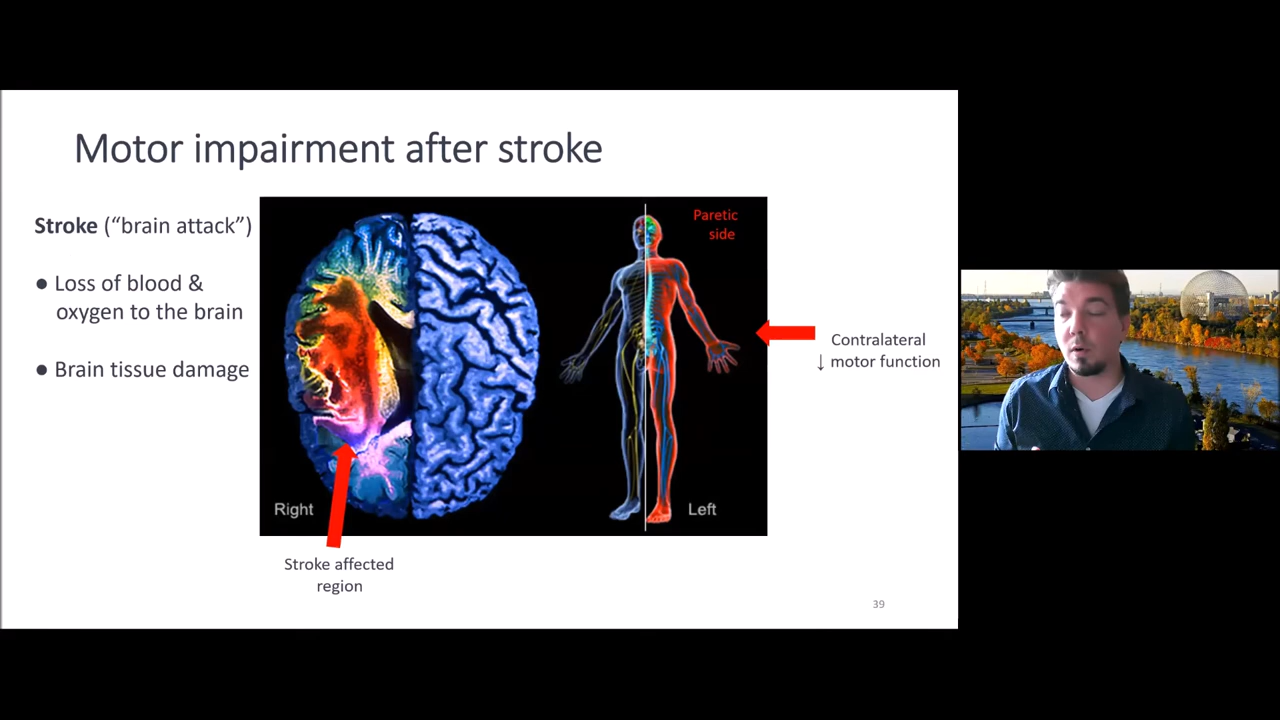 Motor impairment after stroke
Stroke (“brain attack”)
● Loss of blood &
oxygen to the brain
● Brain tissue damage
Paretic
side
Right
Left
Contralateral
↓ motor function
Stroke affected
region
39